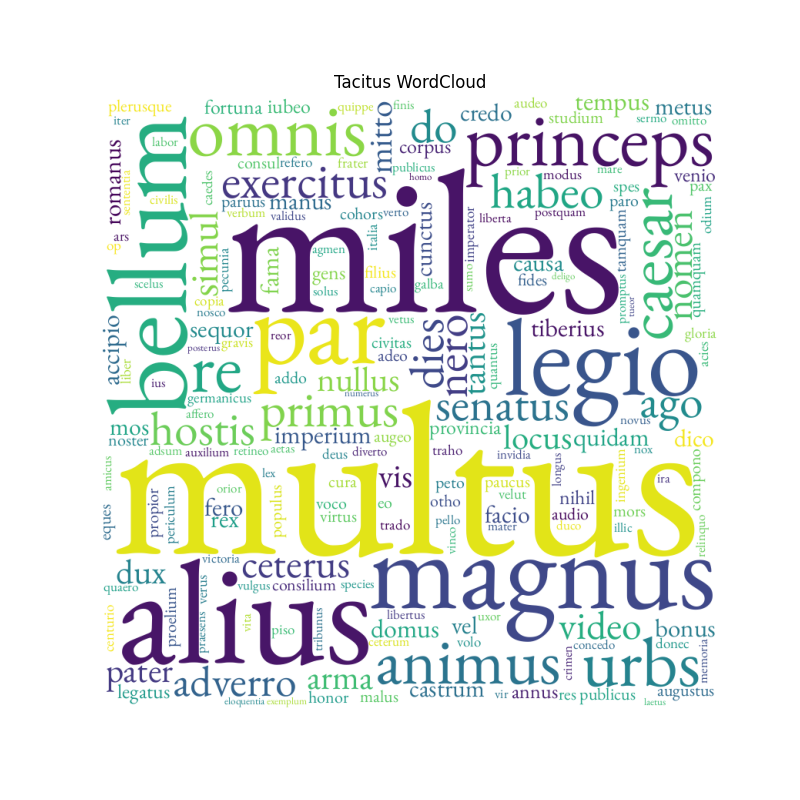 Tacitus WordCloud
plerusque
fortuna iubeo
quippe
finis
audeo
tempus
metus
iter
mitto
credo
studium
sermo
omitto
labor
omnis
do
corpus
princeps
venio
romanus
sententia
bellum
consul
refero
frater
publicus
homo
prior
modus
mare
spes
pax
civilis
caedes
exercitus
habeo
paro
odium
paruus
manus
cohors
verto
cunctus
imperator
liberta
postquam
promptus
tamquam
caesar
nomen
quamquam
ars
op
simul
verbum
validus
miles
italia
agmen
pecunia
fama
gens
filius
galba
sumo
causa
fides
deligo
tueor
scelus
solus
capio
copia
nosco
vetus
accipio
liber
posterus
sequor
gravis
reor
par
civitas
adeo
dies
nero
tantus
quantus
tiberius
legio
gloria
acies
ius
re
addo
nullus
numerus
germanicus
affero
primus
senatus
ago
mos
noster
hostis
imperium
augeo
provincia
locus
quidam
novus
dico
adsum
auxilium
retineo
aetas
deus
diverto
traho
invidia
longus
nox
ingenium
compono
amicus
lex
vis
ira
eques
propior
periculum
orior
populus
cura
multus
peto
paucus
velut
nihil
fero
rex
voco
virtus
eo
trado
otho
pello
vinco
facio
mater
audio
duco
mors
illic
relinquo
victoria
dux
quaero
ceterus
magnus
verus
vulgus
consilium
species
centurio
proelium
praesens
alius
vita
piso
tribunus
libertus
domus
ceterum
vel
volo
uxor
video
bonus
donec
memoria
crimen
concedo
pater
legatus
adverro
arma
animus
urbs
honor
malus
castrum
vir
annus
res publicus
augustus
eloquentia
exemplum
laetus